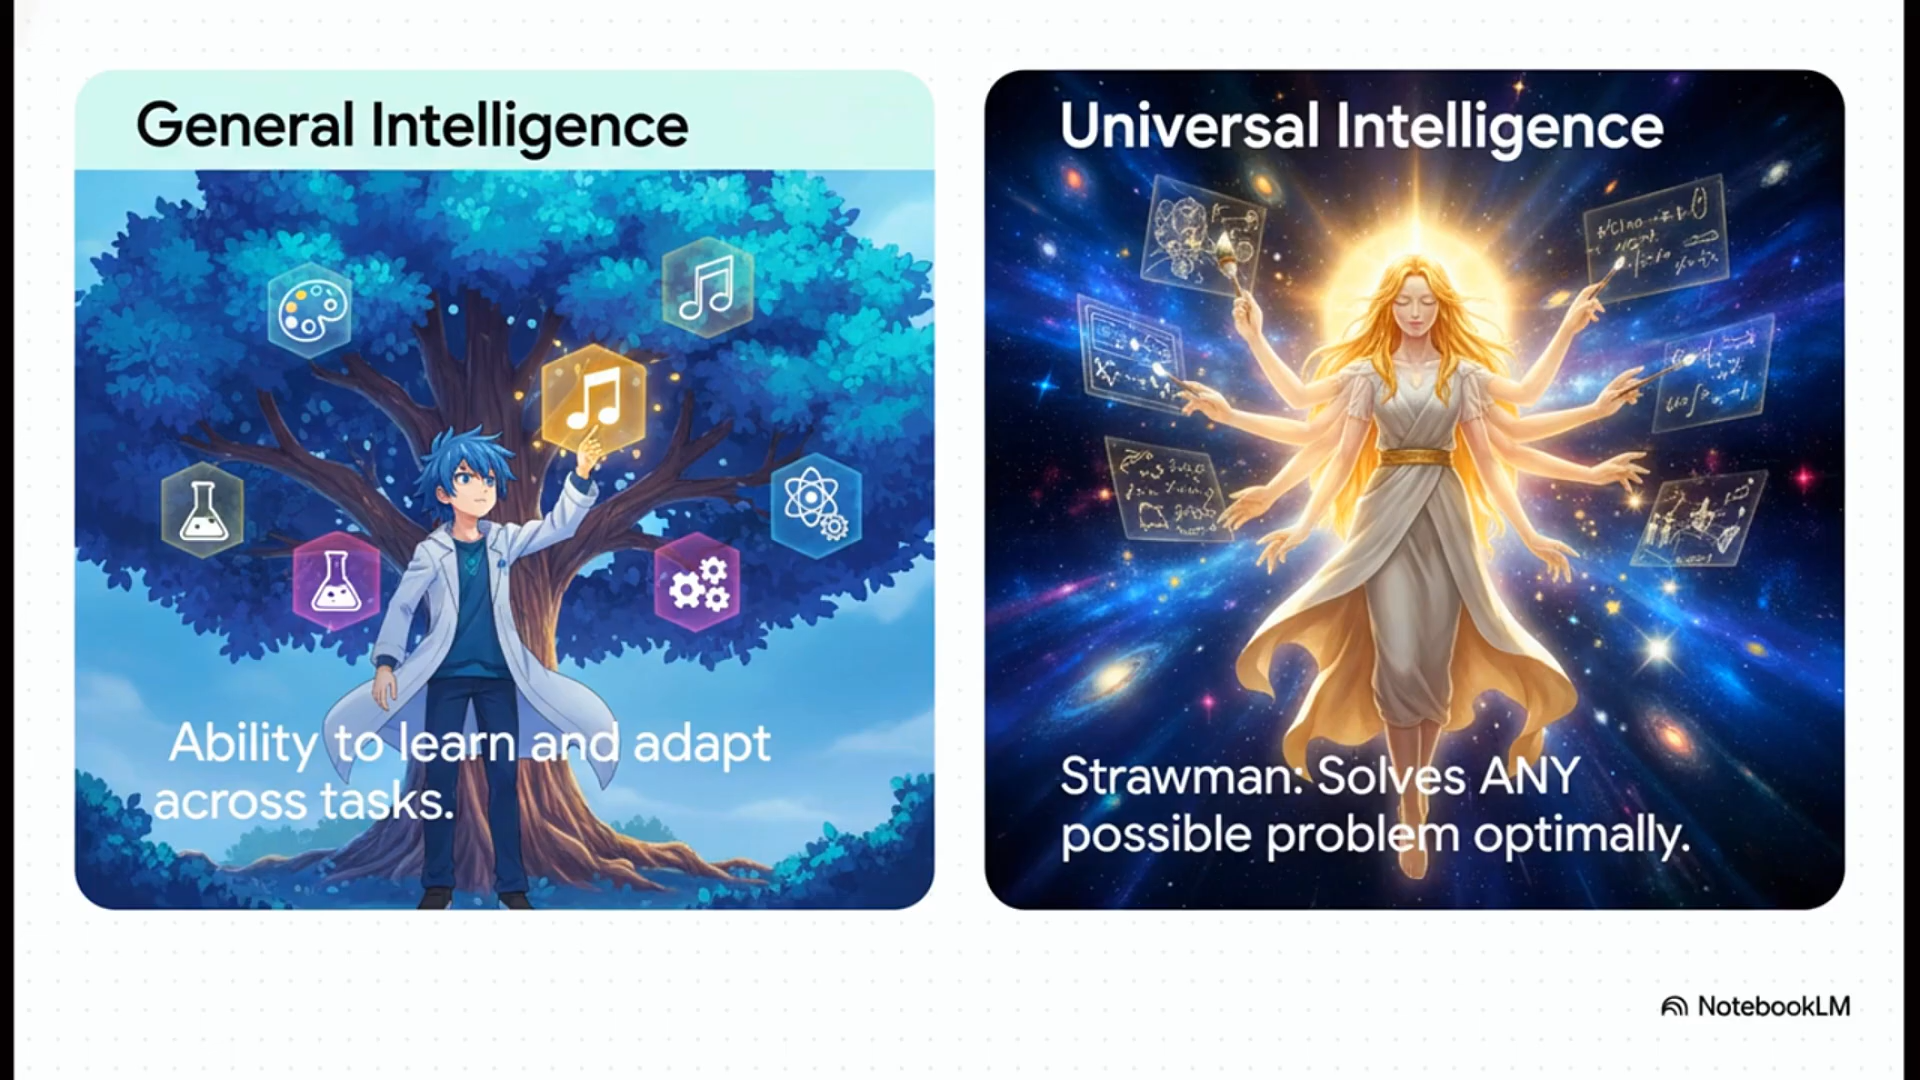 General Intelligence
Ability to learn and adapt
across tasks.
Universal Intelligence
Strawman: Solves ANY
possible problem optimally.
NotebookLM